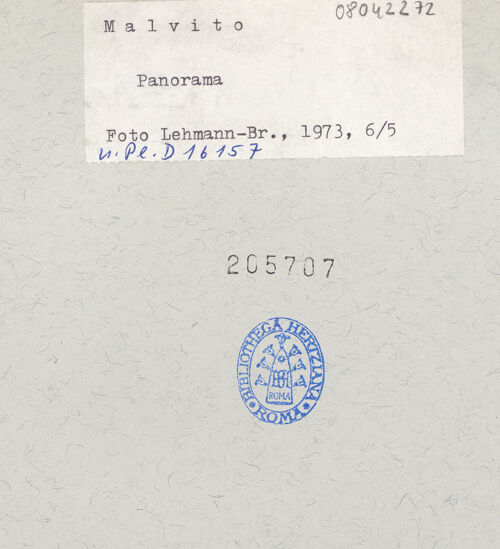 08042272
Malvito
Panorama
Foto Lehmann-Br., 1973, 6/5
n. Pl. D 16157
205707
BIBLIOTHECA HERTZIANA
ROMA
* ROMA *